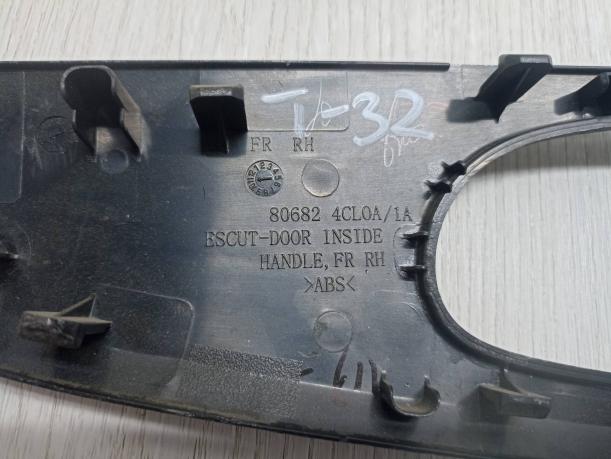 T-32
FR RH
80682 4CL0A/1A
ESCUT-DOOR INSIDE
HANDLE, FR RH
>ABS<